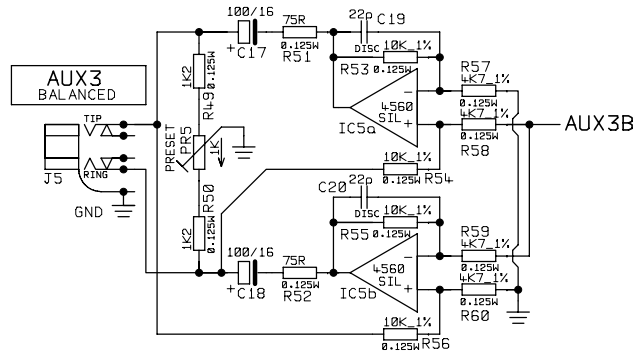 100/16
+
C17
75R
R51
0.125W
22p
C19
DISC
10K_1%
R53
0.125W
R57
4K7_1%
0.125W
4K7_1%
0.125W
R58
-
+
4560
SIL
IC5a
AUX3B
AUX3
BALANCED
TIP
RING
J5
GND
1K2
0.125W
R49
PRESET
PR5
1K
R50
0.125W
1K2
10K_1%
0.125W
R54
22p
C20
DISC
10K_1%
R55
0.125W
100/16
+
C18
75R
0.125W
R52
4560
SIL
-
+
IC5b
R59
4K7_1%
0.125W
4K7_1%
0.125W
R60
10K_1%
0.125W
R56